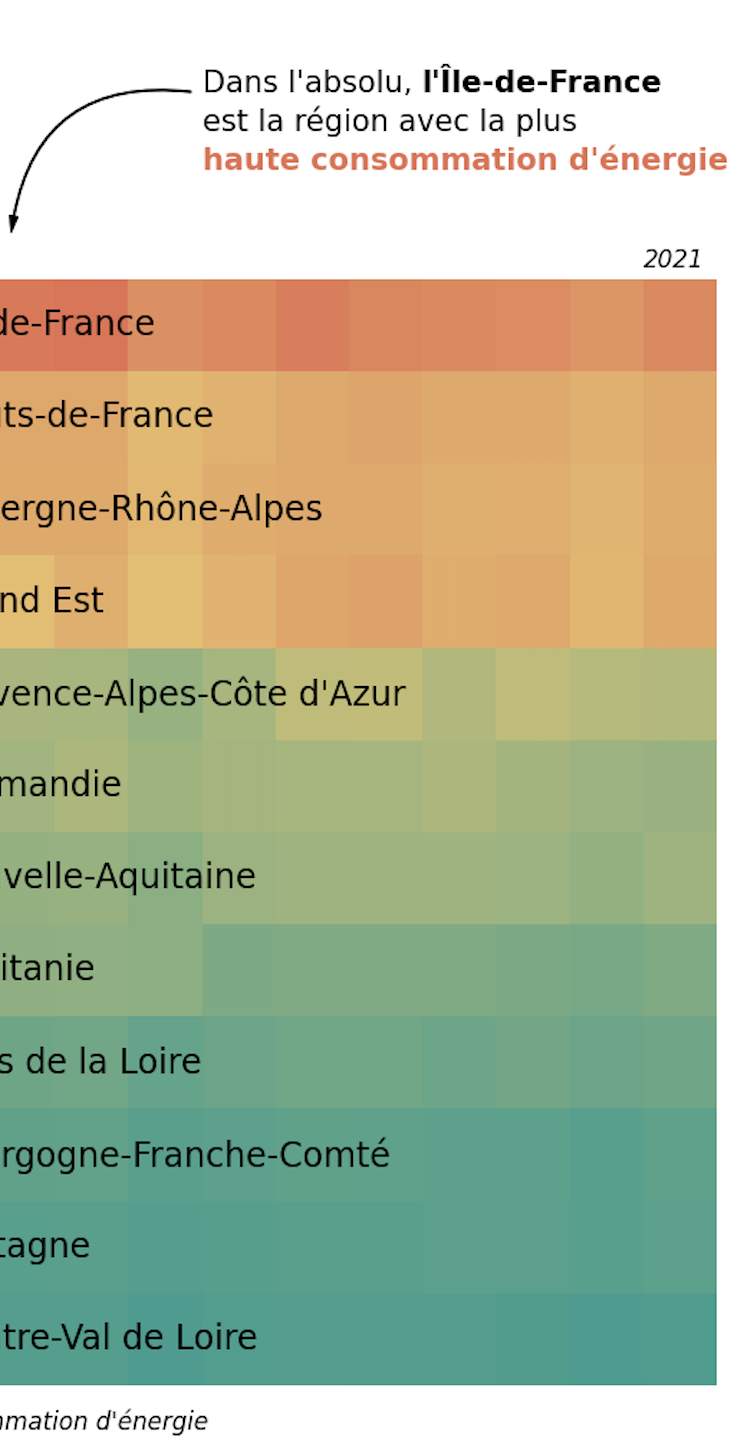 Dans l'absolu, l'Île-de-France
est la région avec la plus
haute consommation d'énergie
2021
de-France
ts-de-France
ergne-Rhône-Alpes
nd Est
vence-Alpes-Côte d'Azur
mandie
velle-Aquitaine
itanie
s de la Loire
rgogne-Franche-Comté
tagne
tre-Val de Loire
mmation d'énergie